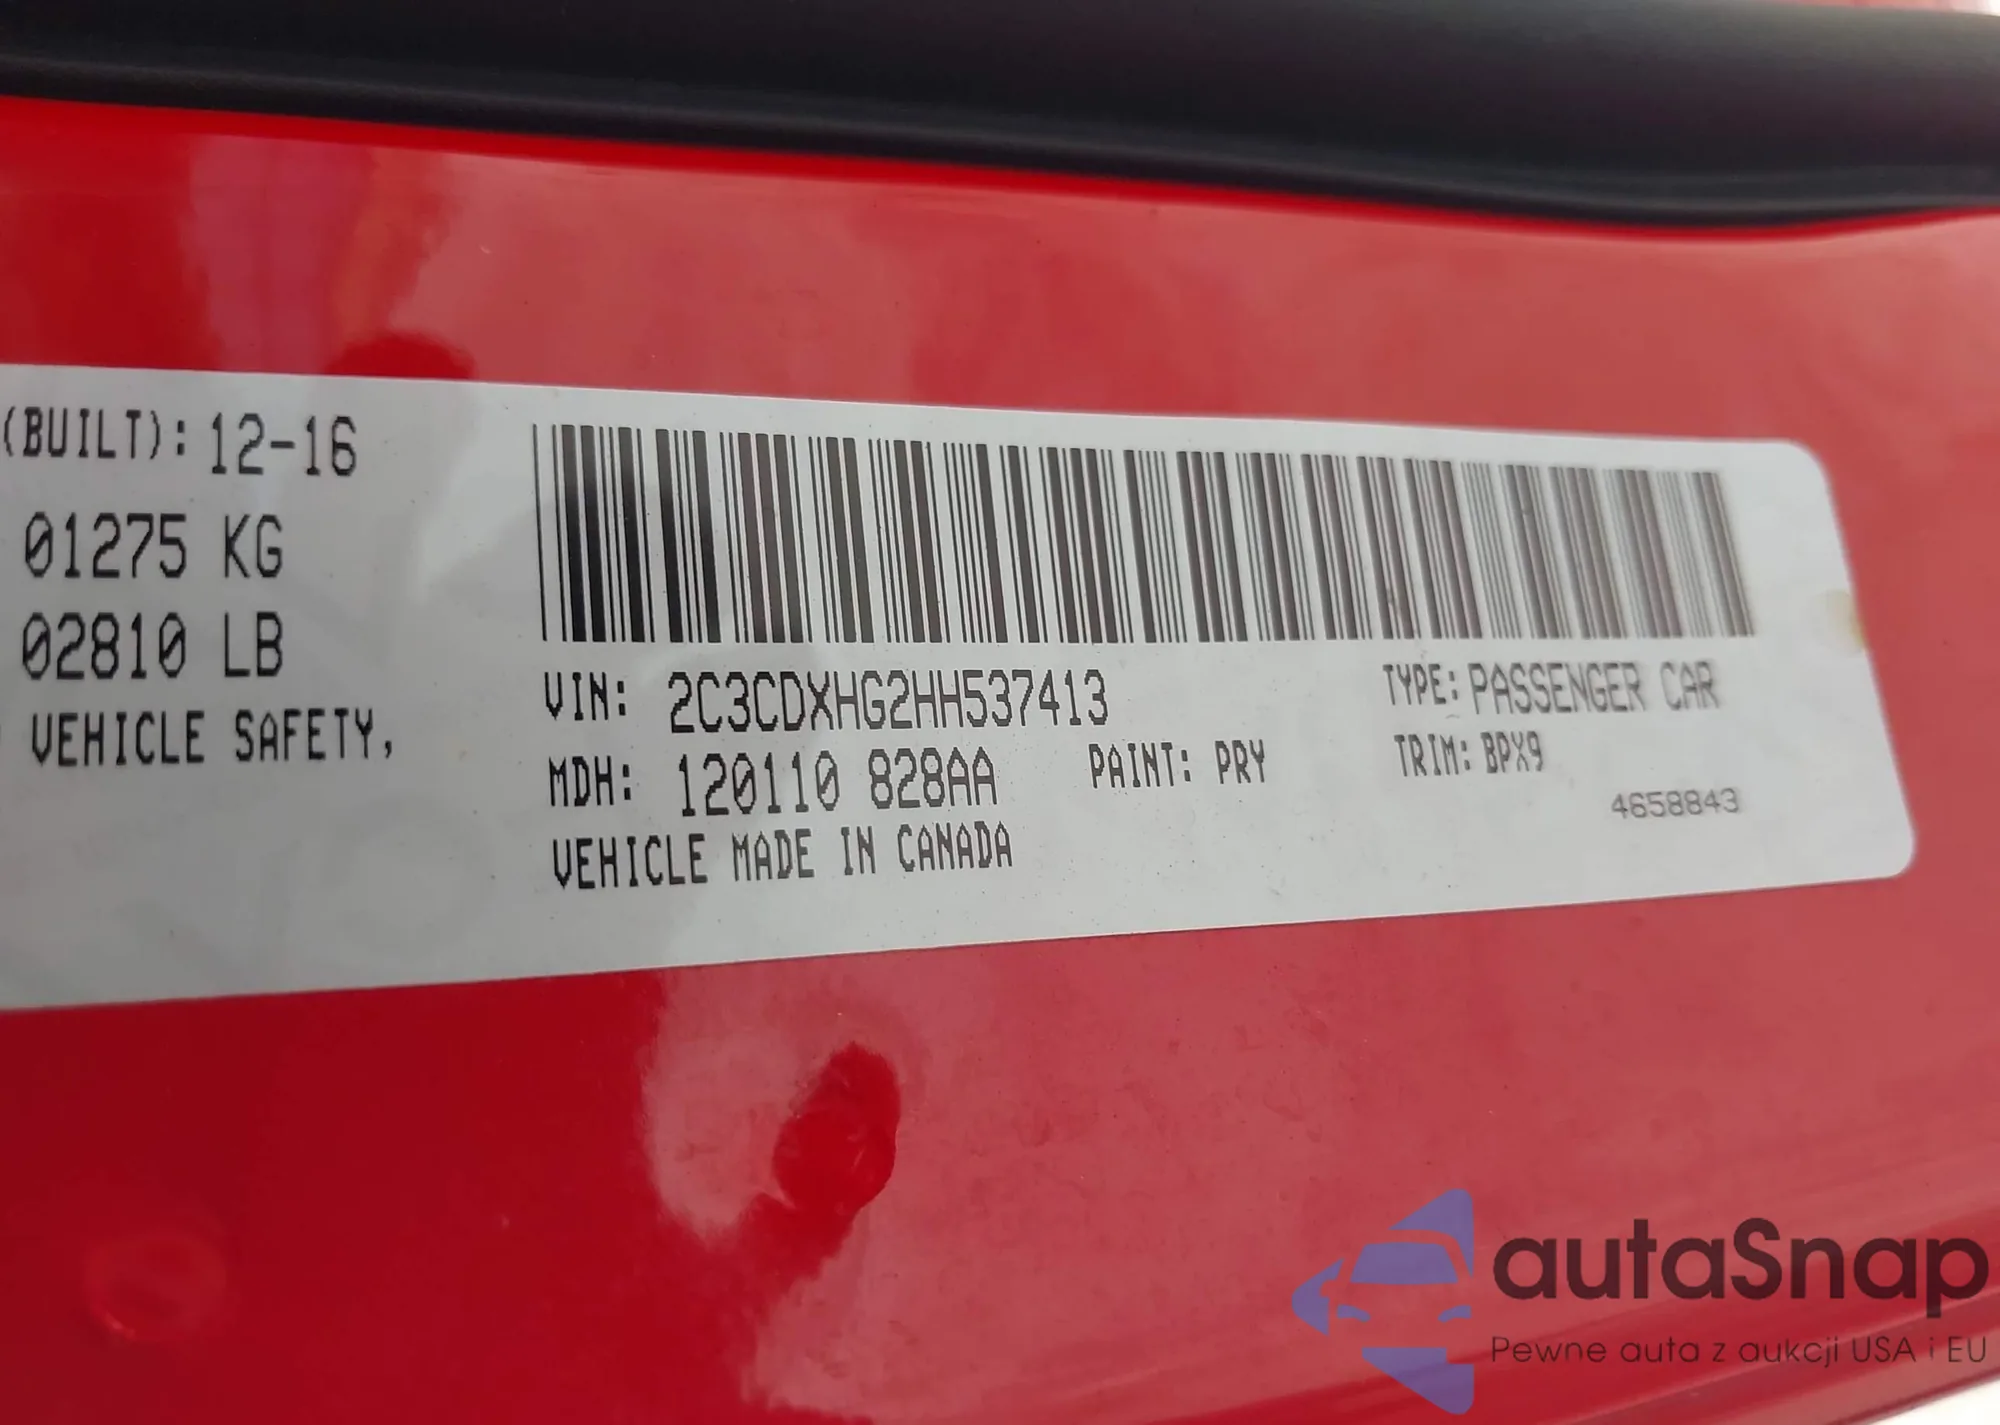 (BUILT): 12-16
01275 KG
02810 LB
VEHICLE SAFETY,
VIN: 2C3CDXHG2HH537413
TYPE: PASSENGER CAR
MDH: 120110 828AA
PAINT: PRY
TRIM: BPX9
4658843
VEHICLE MADE IN CANADA
autaSnap
Pewne auta z aukcji USA i EU